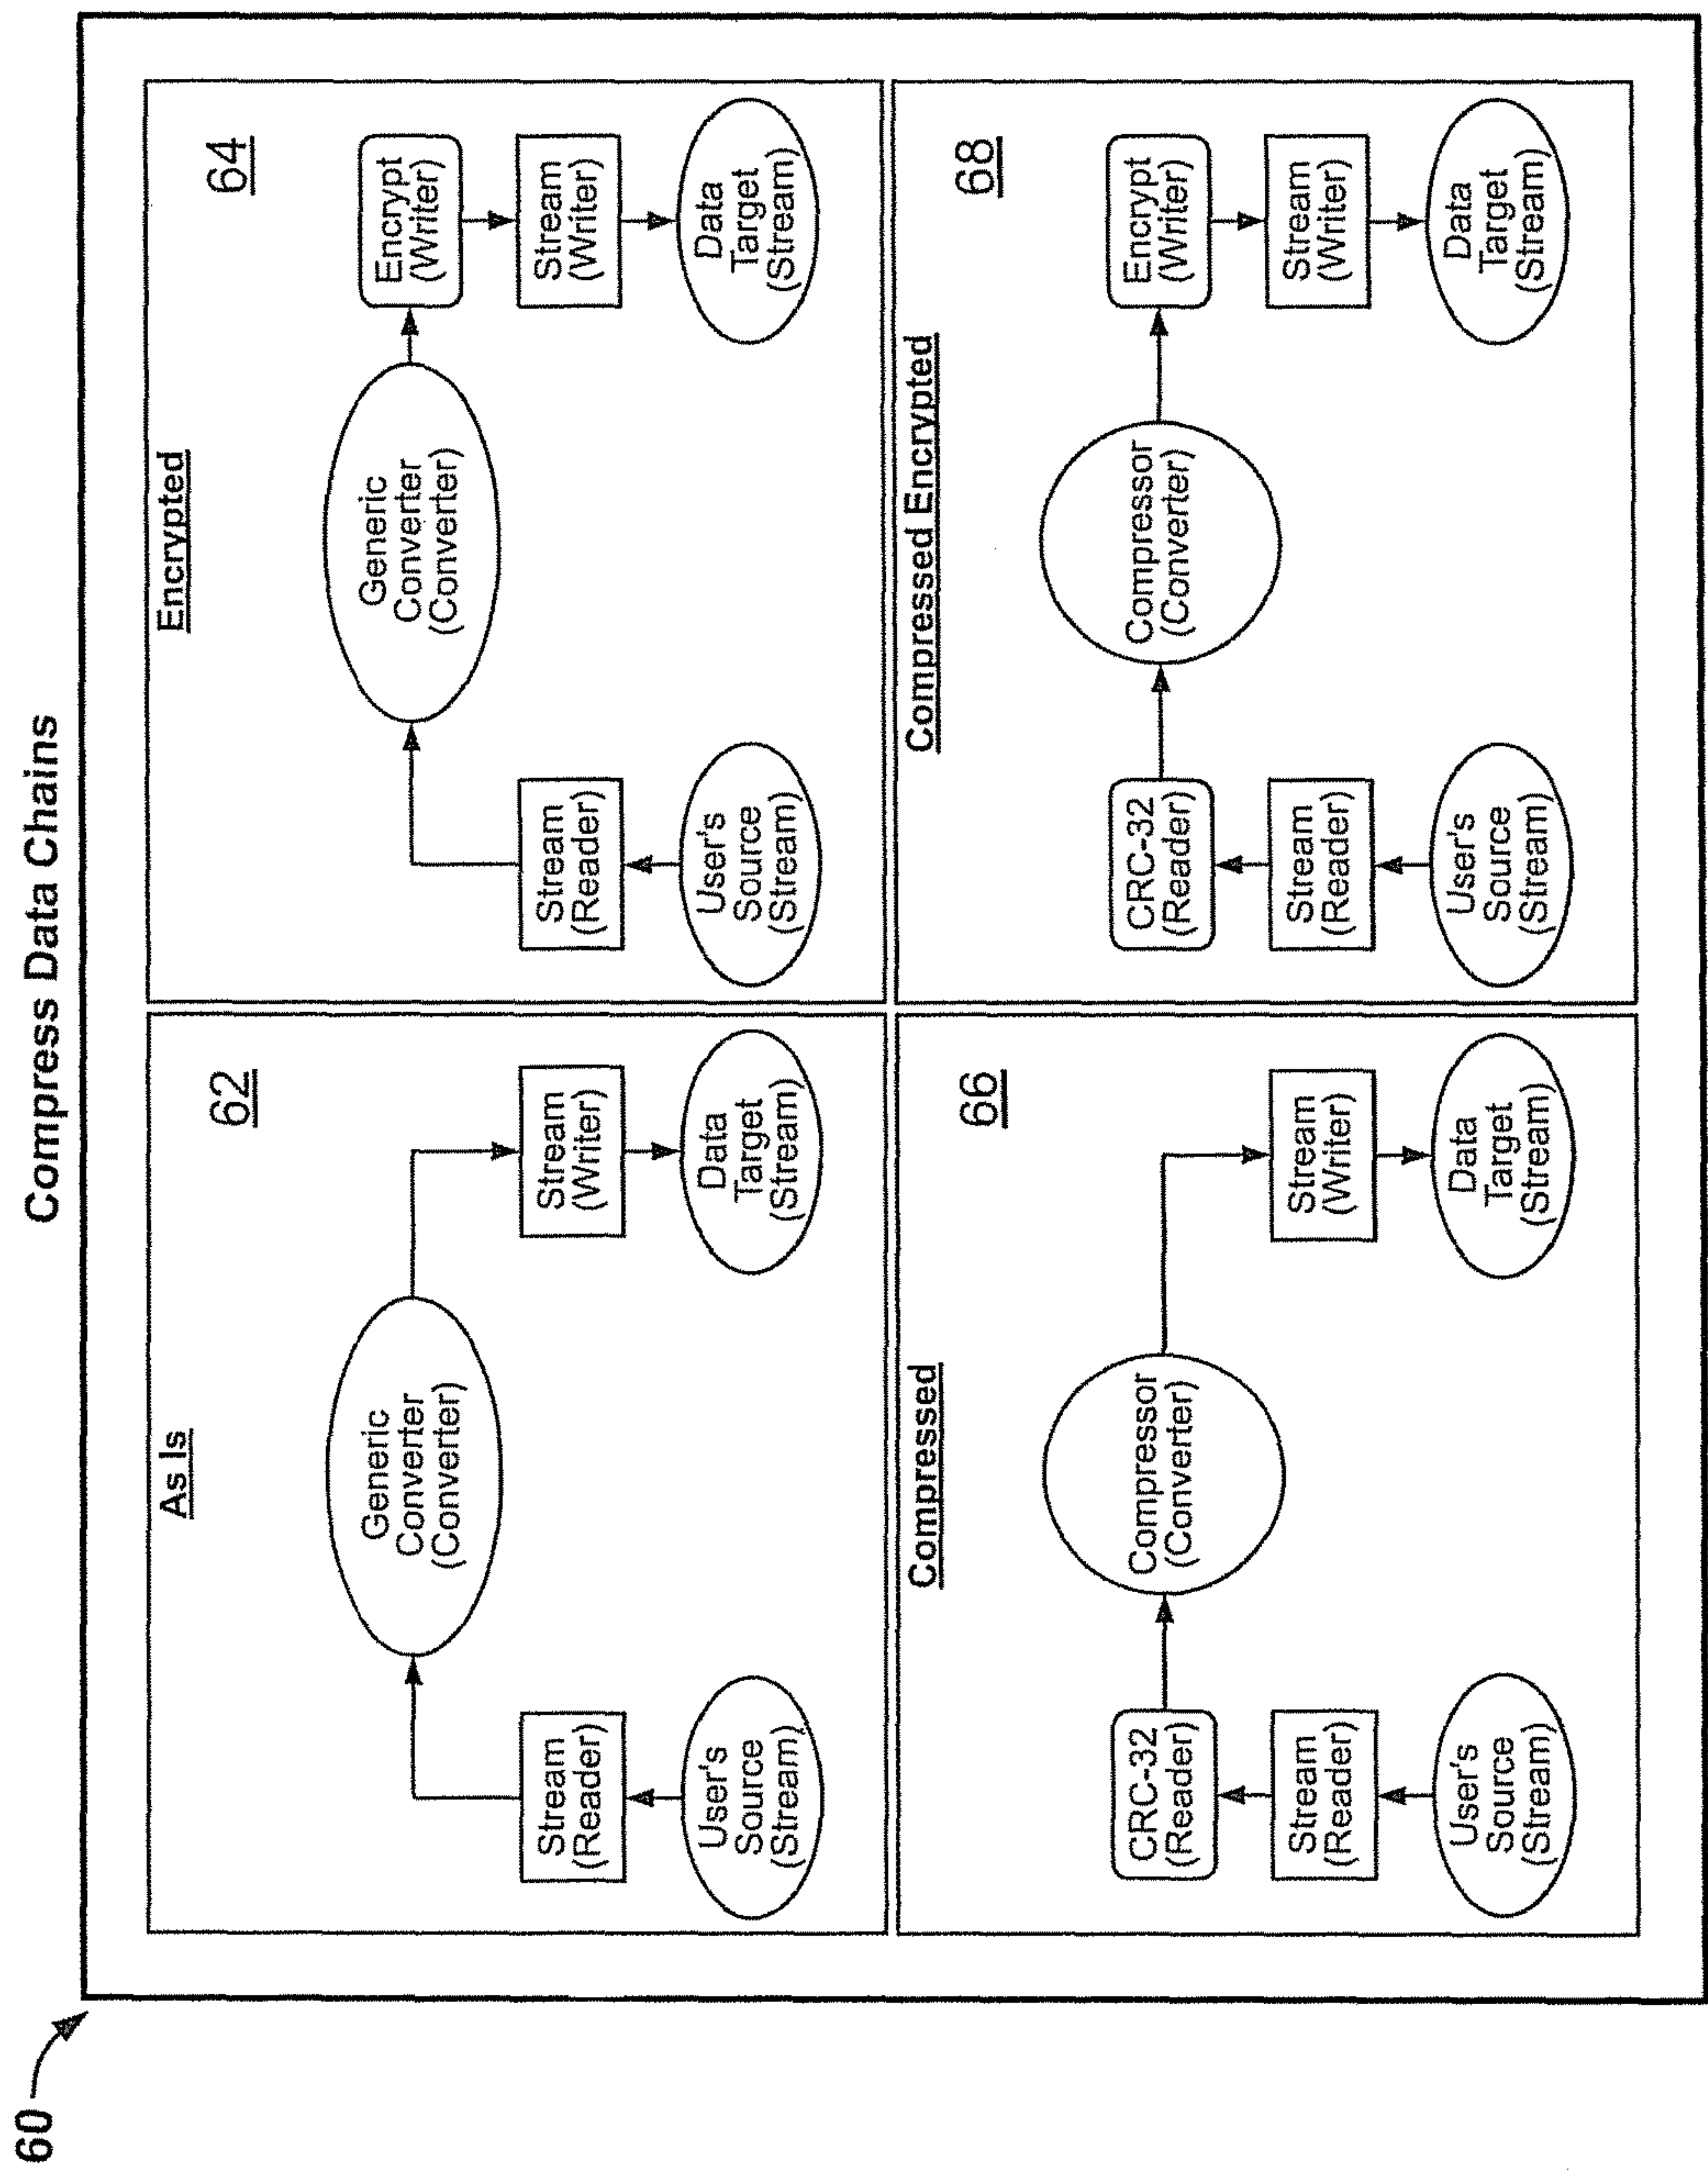 60
Compress Data Chains
As Is
62
Generic
Converter
(Converter)
Stream
(Reader)
User's
Source
(Stream)
Stream
(Writer)
Data
Target
(Stream)
Encrypted
64
Generic
Converter
(Converter)
Encrypt
(Writer)
Stream
(Reader)
User's
Source
(Stream)
Stream
(Writer)
Data
Target
(Stream)
Compressed
66
CRC-32
(Reader)
Compressor
(Converter)
Stream
(Reader)
User's
Source
(Stream)
Stream
(Writer)
Data
Target
(Stream)
Compressed Encrypted
68
CRC-32
(Reader)
Compressor
(Converter)
Encrypt
(Writer)
Stream
(Reader)
User's
Source
(Stream)
Stream
(Writer)
Data
Target
(Stream)